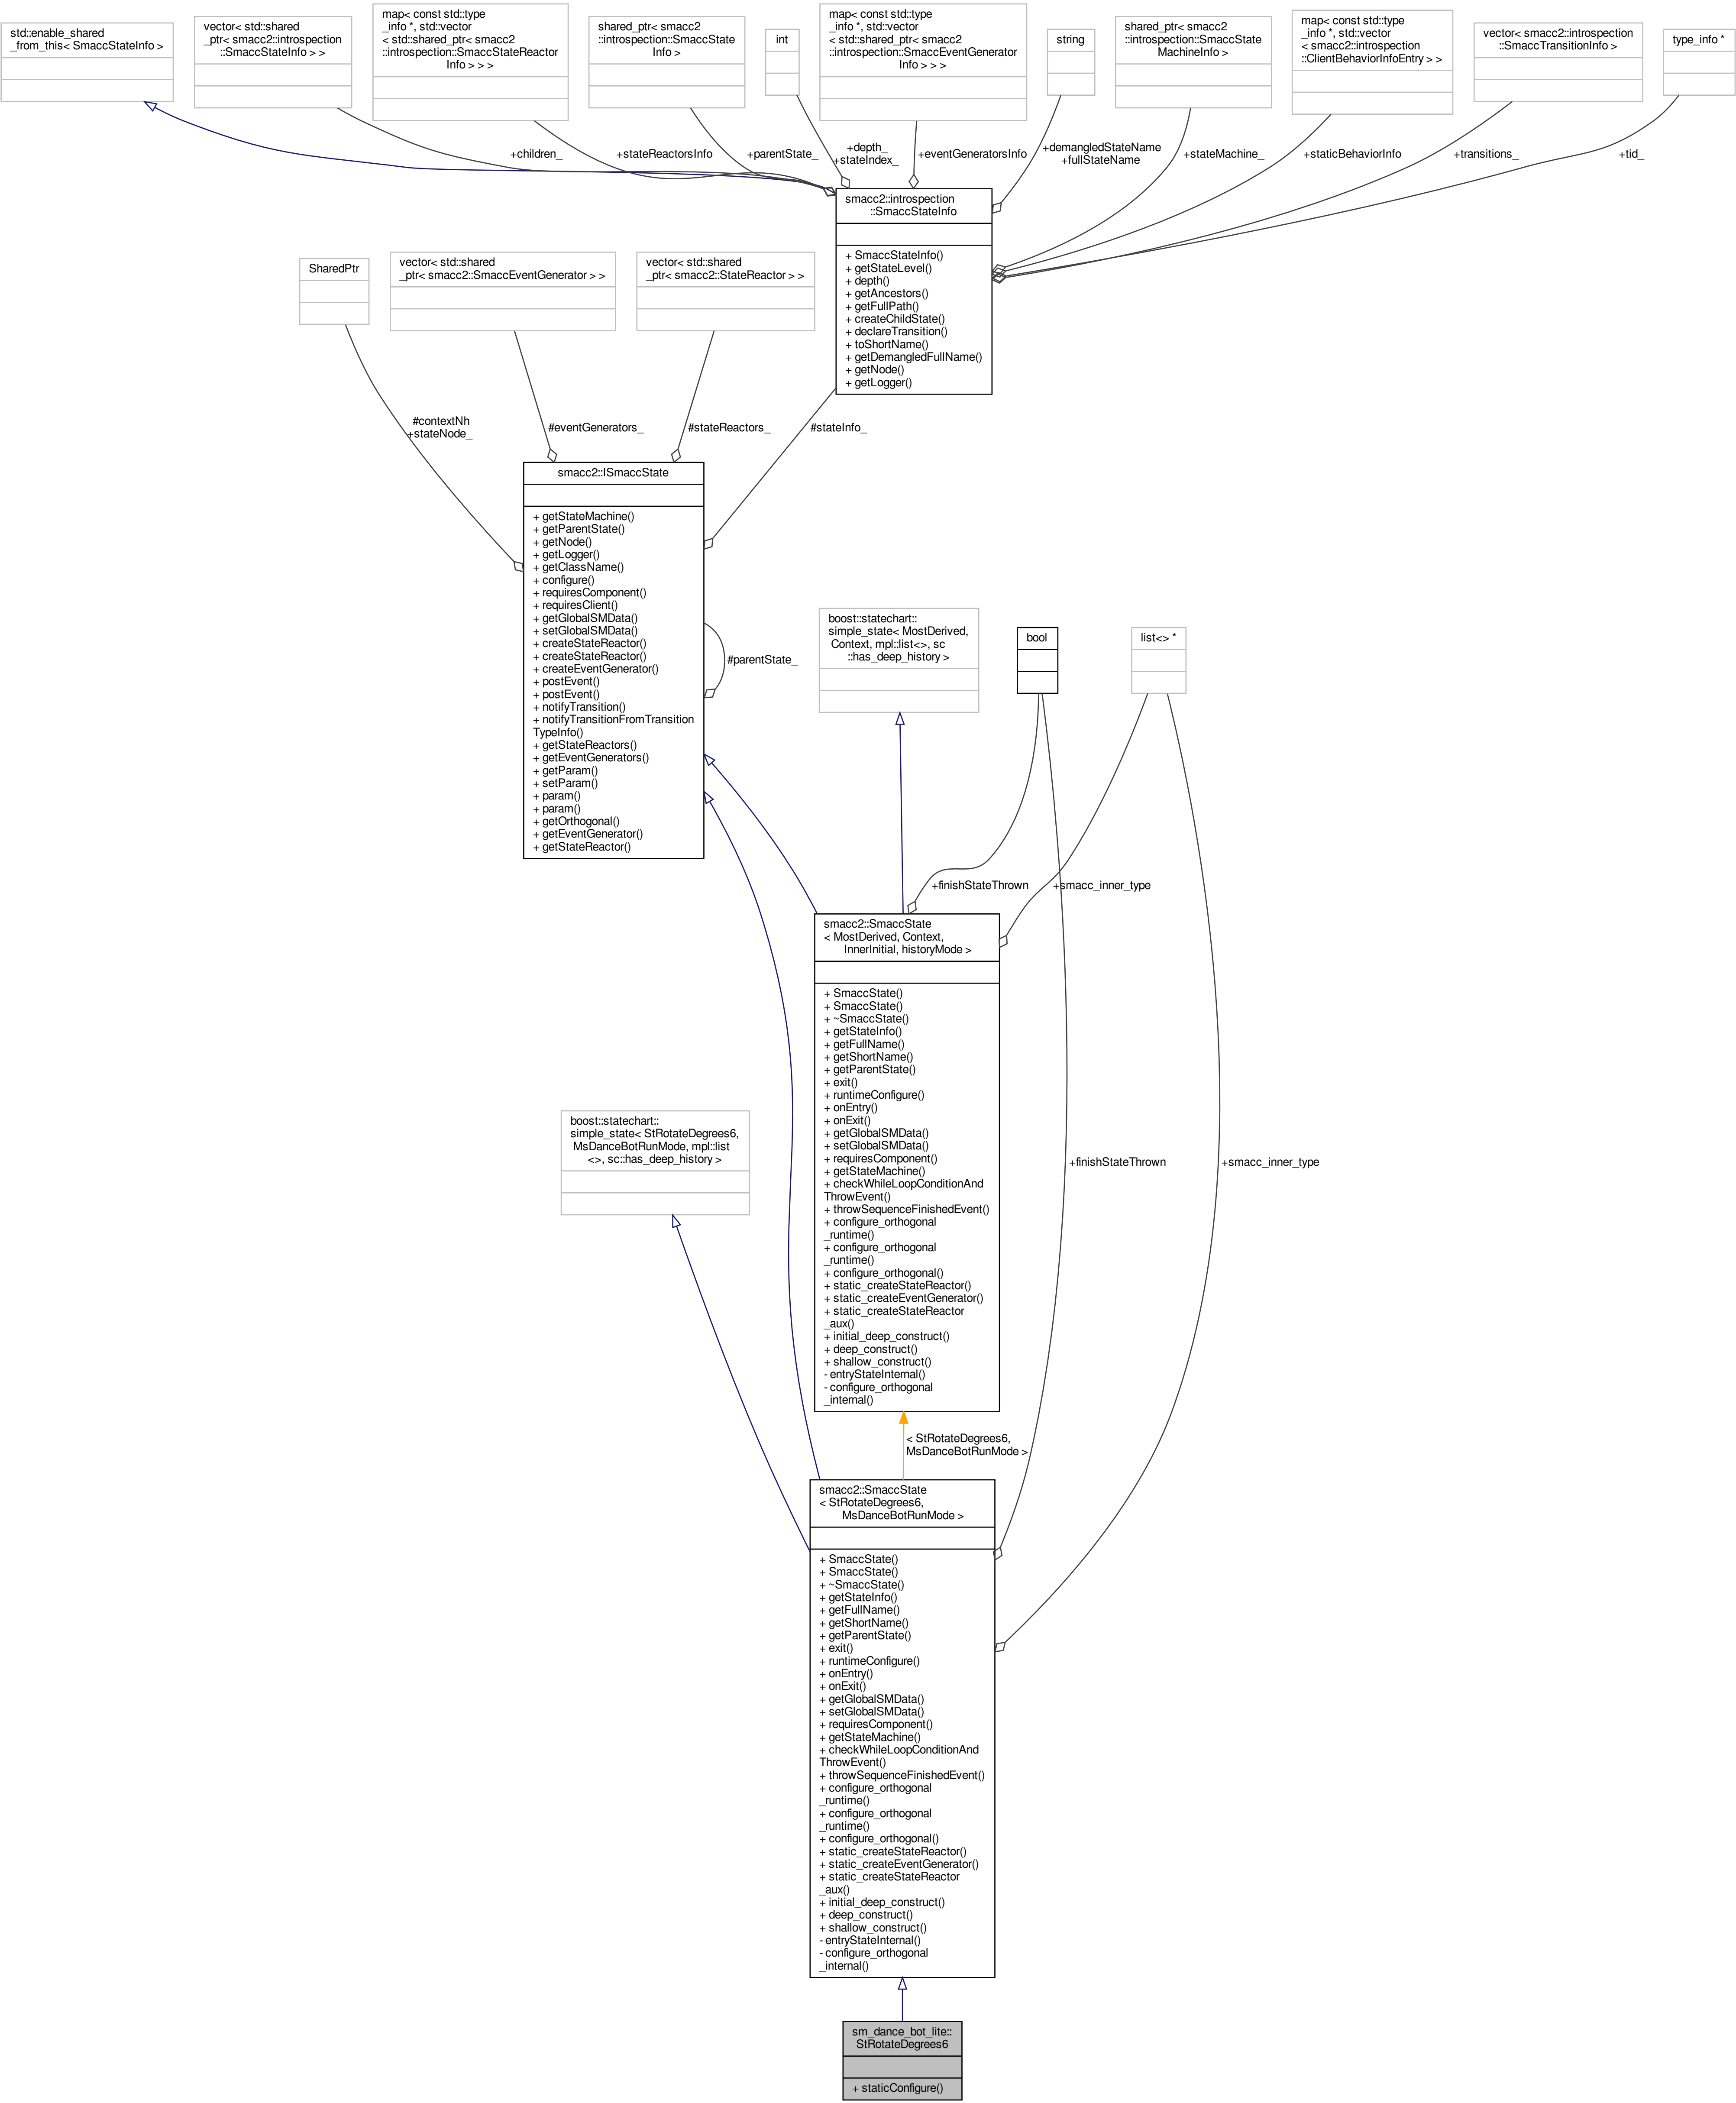 std::enable_shared
_from_this< SmaccStateInfo >
vector< std::shared
_ptr< smacc2::introspection
::SmaccStateInfo > >
map< const std::type
_info *, std::vector
< std::shared_ptr< smacc2
::introspection::SmaccStateReactor
Info > > >
shared_ptr< smacc2
::introspection::SmaccState
Info >
int
map< const std::type
_info *, std::vector
< std::shared_ptr< smacc2
::introspection::SmaccEventGenerator
Info > > >
string
shared_ptr< smacc2
::introspection::SmaccState
MachineInfo >
map< const std::type
_info *, std::vector
< smacc2::introspection
::ClientBehaviorInfoEntry > >
vector< smacc2::introspection
::SmaccTransitionInfo >
type_info *
+children_
+stateReactorsInfo
+parentState_
+depth_
+stateIndex_
+eventGeneratorsInfo
+demangledStateName
+fullStateName
+stateMachine_
+staticBehaviorInfo
+transitions_
+tid_
smacc2::introspection
::SmaccStateInfo
+ SmaccStateInfo()
+ getStateLevel()
+ depth()
+ getAncestors()
+ getFullPath()
+ createChildState()
+ declareTransition()
+ toShortName()
+ getDemangledFullName()
+ getNode()
+ getLogger()
SharedPtr
vector< std::shared
_ptr< smacc2::SmaccEventGenerator > >
vector< std::shared
_ptr< smacc2::StateReactor > >
#contextNh
+stateNode_
#eventGenerators_
#stateReactors_
#stateInfo_
smacc2::ISmaccState
+ getStateMachine()
+ getParentState()
+ getNode()
+ getLogger()
+ getClassName()
+ configure()
+ requiresComponent()
+ requiresClient()
+ getGlobalSMData()
+ setGlobalSMData()
+ createStateReactor()
+ createStateReactor()
+ createEventGenerator()
+ postEvent()
+ postEvent()
+ notifyTransition()
+ notifyTransitionFromTransition
TypeInfo()
+ getStateReactors()
+ getEventGenerators()
+ getParam()
+ setParam()
+ param()
+ param()
+ getOrthogonal()
+ getEventGenerator()
+ getStateReactor()
#parentState_
boost::statechart::
simple_state< MostDerived,
Context, mpl::list<>, sc
::has_deep_history >
bool
list<> *
+finishStateThrown
+smacc_inner_type
smacc2::SmaccState
< MostDerived, Context,
InnerInitial, historyMode >
+ SmaccState()
+ SmaccState()
+ ~SmaccState()
+ getStateInfo()
+ getFullName()
+ getShortName()
+ getParentState()
+ exit()
+ runtimeConfigure()
+ onEntry()
+ onExit()
+ getGlobalSMData()
+ setGlobalSMData()
+ requiresComponent()
+ getStateMachine()
+ checkWhileLoopConditionAnd
ThrowEvent()
+ throwSequenceFinishedEvent()
+ configure_orthogonal
_runtime()
+ configure_orthogonal
_runtime()
+ configure_orthogonal()
+ static_createStateReactor()
+ static_createEventGenerator()
+ static_createStateReactor
_aux()
+ initial_deep_construct()
+ deep_construct()
+ shallow_construct()
- entryStateInternal()
- configure_orthogonal
_internal()
boost::statechart::
simple_state< StRotateDegrees6,
MsDanceBotRunMode, mpl::list
<>, sc::has_deep_history >
+finishStateThrown
+smacc_inner_type
< StRotateDegrees6,
MsDanceBotRunMode >
smacc2::SmaccState
< StRotateDegrees6,
MsDanceBotRunMode >
+ SmaccState()
+ SmaccState()
+ ~SmaccState()
+ getStateInfo()
+ getFullName()
+ getShortName()
+ getParentState()
+ exit()
+ runtimeConfigure()
+ onEntry()
+ onExit()
+ getGlobalSMData()
+ setGlobalSMData()
+ requiresComponent()
+ getStateMachine()
+ checkWhileLoopConditionAnd
ThrowEvent()
+ throwSequenceFinishedEvent()
+ configure_orthogonal
_runtime()
+ configure_orthogonal
_runtime()
+ configure_orthogonal()
+ static_createStateReactor()
+ static_createEventGenerator()
+ static_createStateReactor
_aux()
+ initial_deep_construct()
+ deep_construct()
+ shallow_construct()
- entryStateInternal()
- configure_orthogonal
_internal()
sm_dance_bot_lite::
StRotateDegrees6
+ staticConfigure()